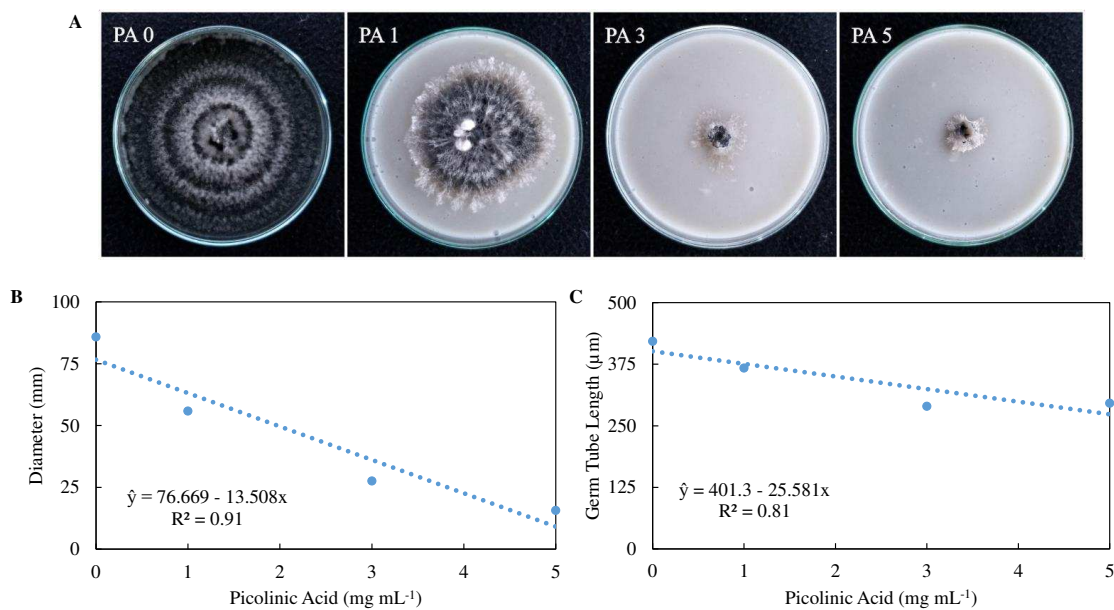 A
PA 0
PA 1
PA 3
PA 5
B
100
75
50
25
0
Diameter (mm)
ŷ = 76.669 - 13.508x
R² = 0.91
0
1
3
4
5
Picolinic Acid (mg mL⁻¹)
C
500
375
250
125
0
Germ Tube Length (µm)
ŷ = 401.3 - 25.581x
R² = 0.81
0
1
3
4
5
Picolinic Acid (mg mL⁻¹)